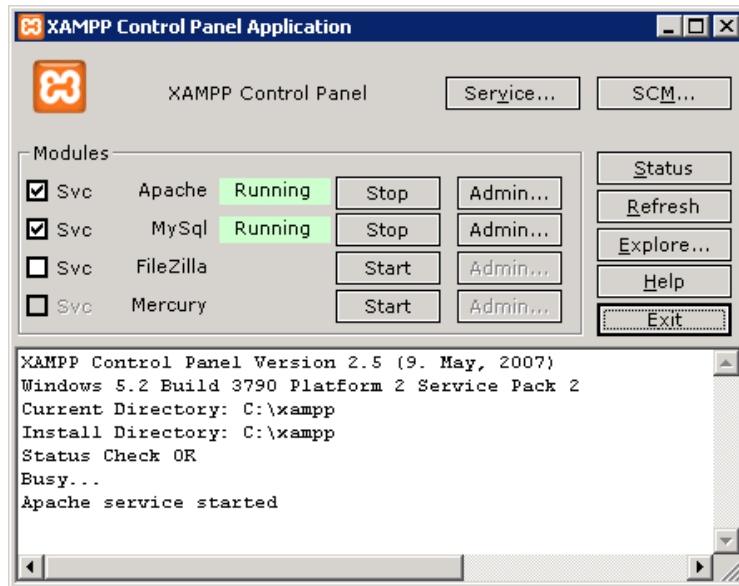 XAMPP Control Panel Application
XAMPP Control Panel Service... SCM...
Modules
Svc Apache Running Stop Admin...
Svc MySql Running Stop Admin...
Svc FileZilla Start Admin...
Svc Mercury Start Admin...
Status
Refresh
Explore...
Help
Exit
XAMPP Control Panel Version 2.5 (9. May, 2007)
Windows 5.2 Build 3790 Platform 2 Service Pack 2
Current Directory: C:\xampp
Install Directory: C:\xampp
Status Check OK
Busy...
Apache service started